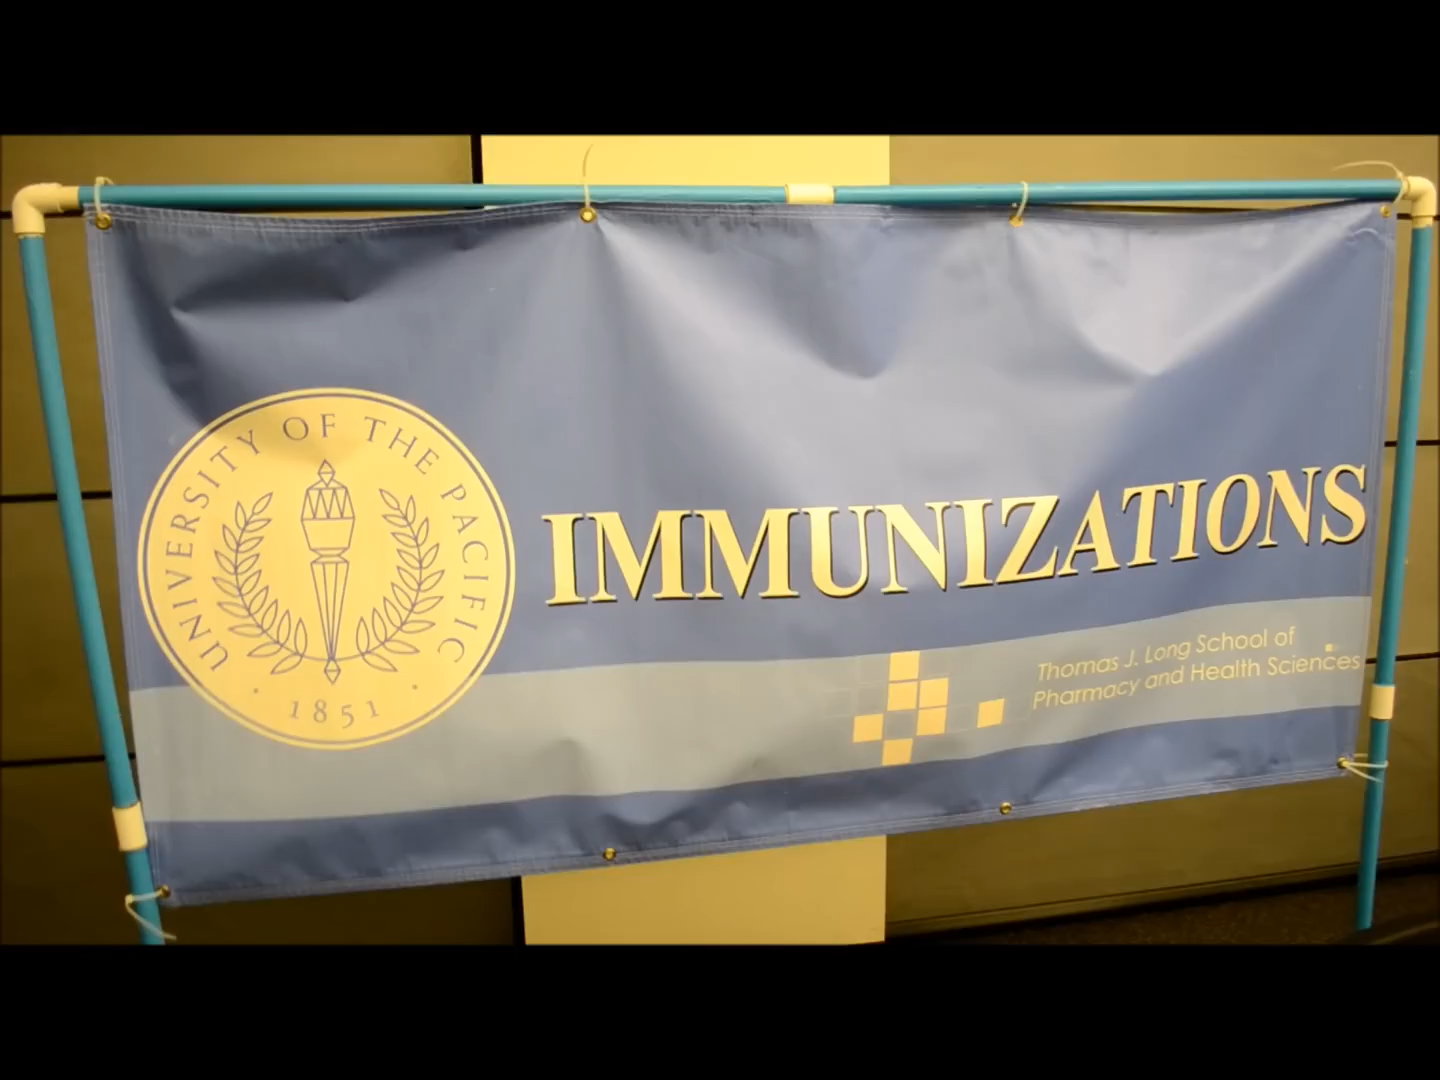 UNIVERSITY OF THE PACIFIC
1851
IMMUNIZATIONS
Thomas J. Long School of
Pharmacy and Health Sciences